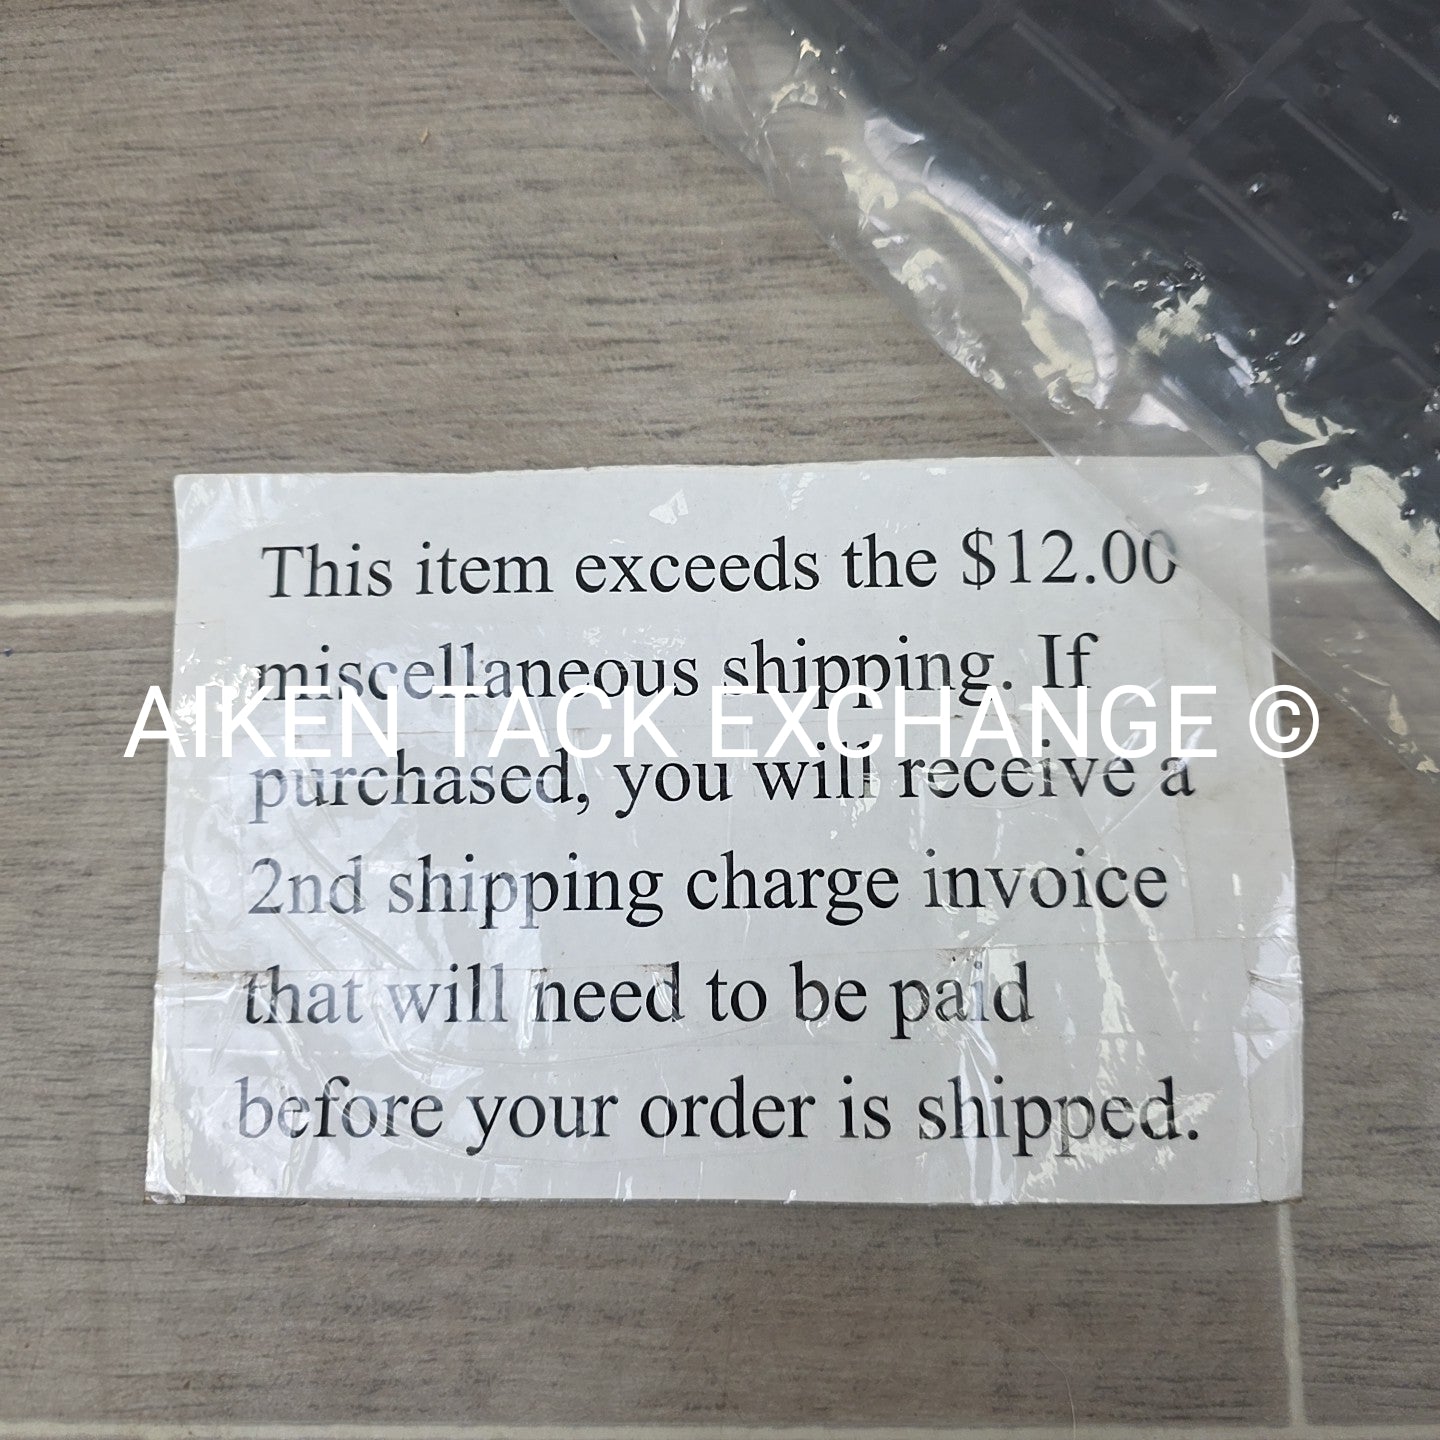 This item exceeds the $12.00
miscellaneous shipping. If
AIKEN TACK EXCHANGE ©
purchased, you will receive a
2nd shipping charge invoice
that will need to be paid
before your order is shipped.